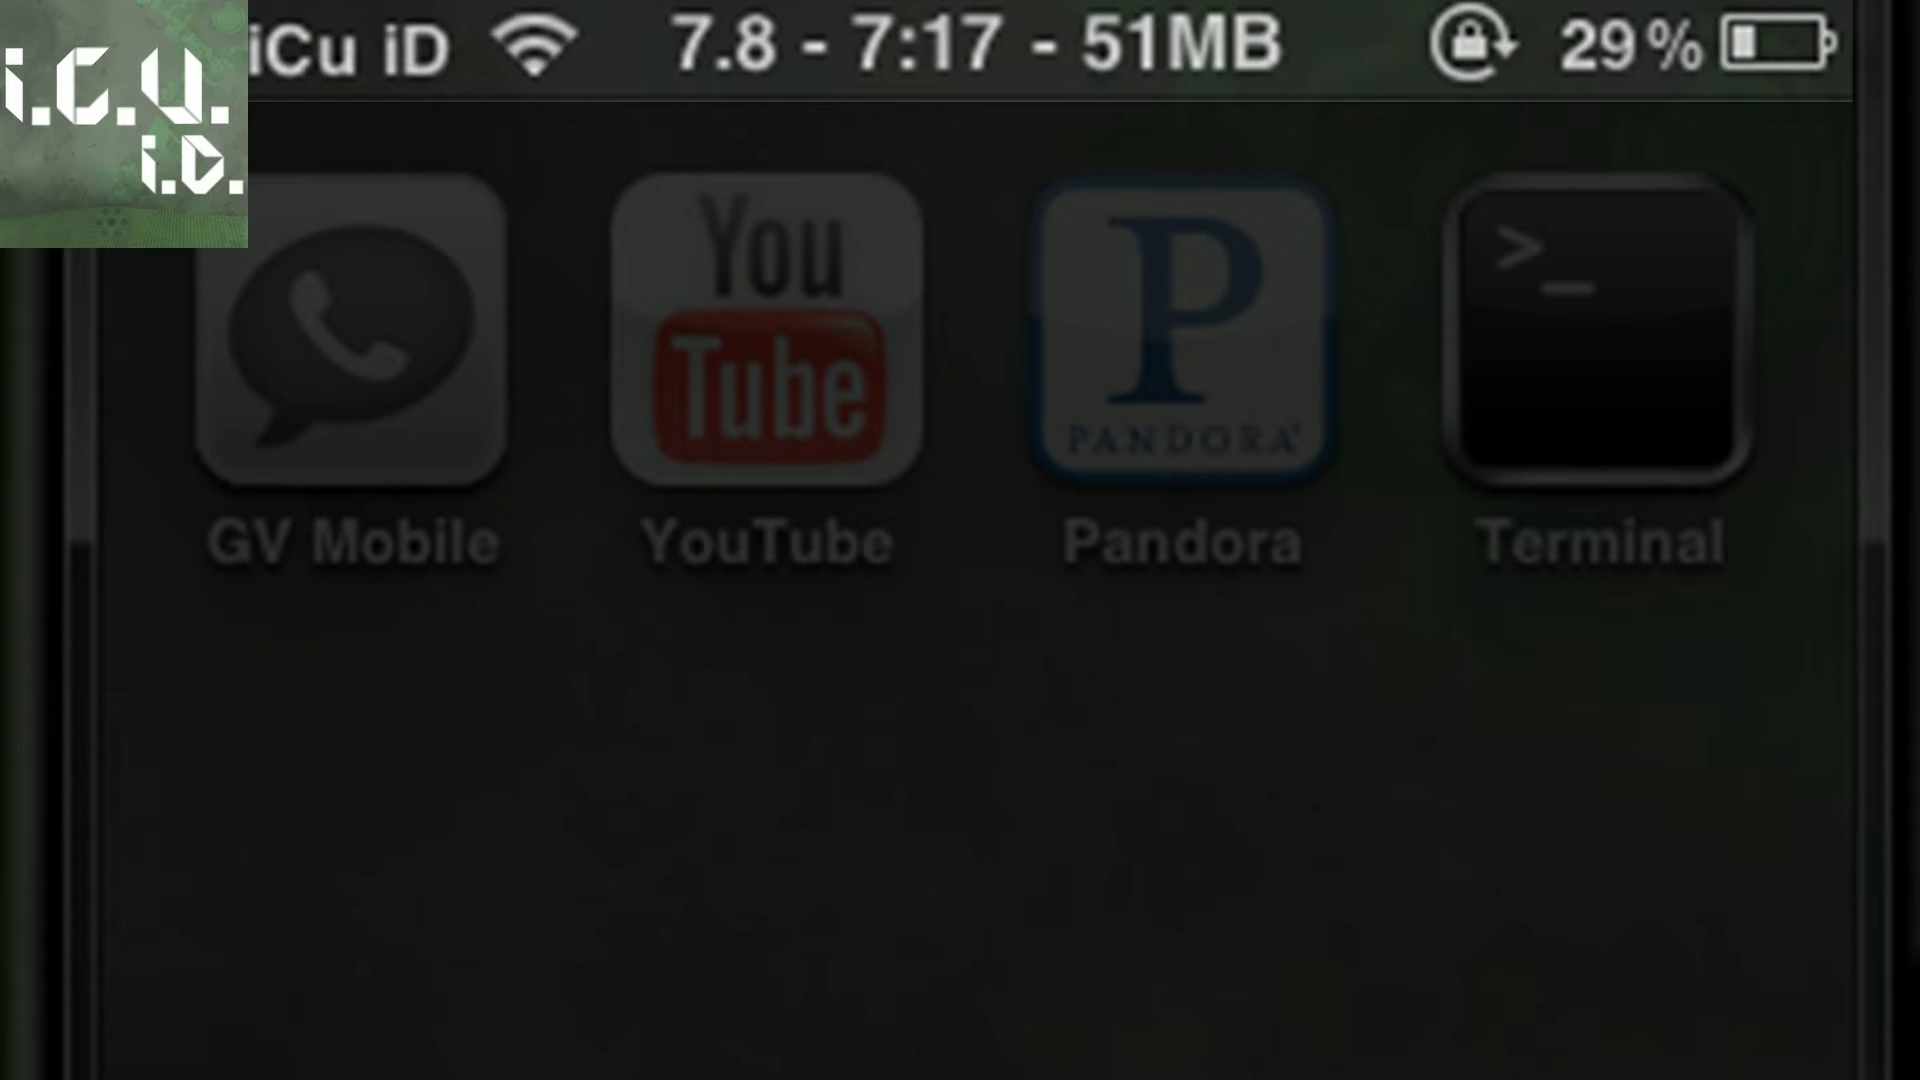 i.C.U.
i.D.
iCu iD 7.8 - 7:17 - 51MB 29%
You
Tube
P
PANDORA
>_
GV Mobile YouTube Pandora Terminal